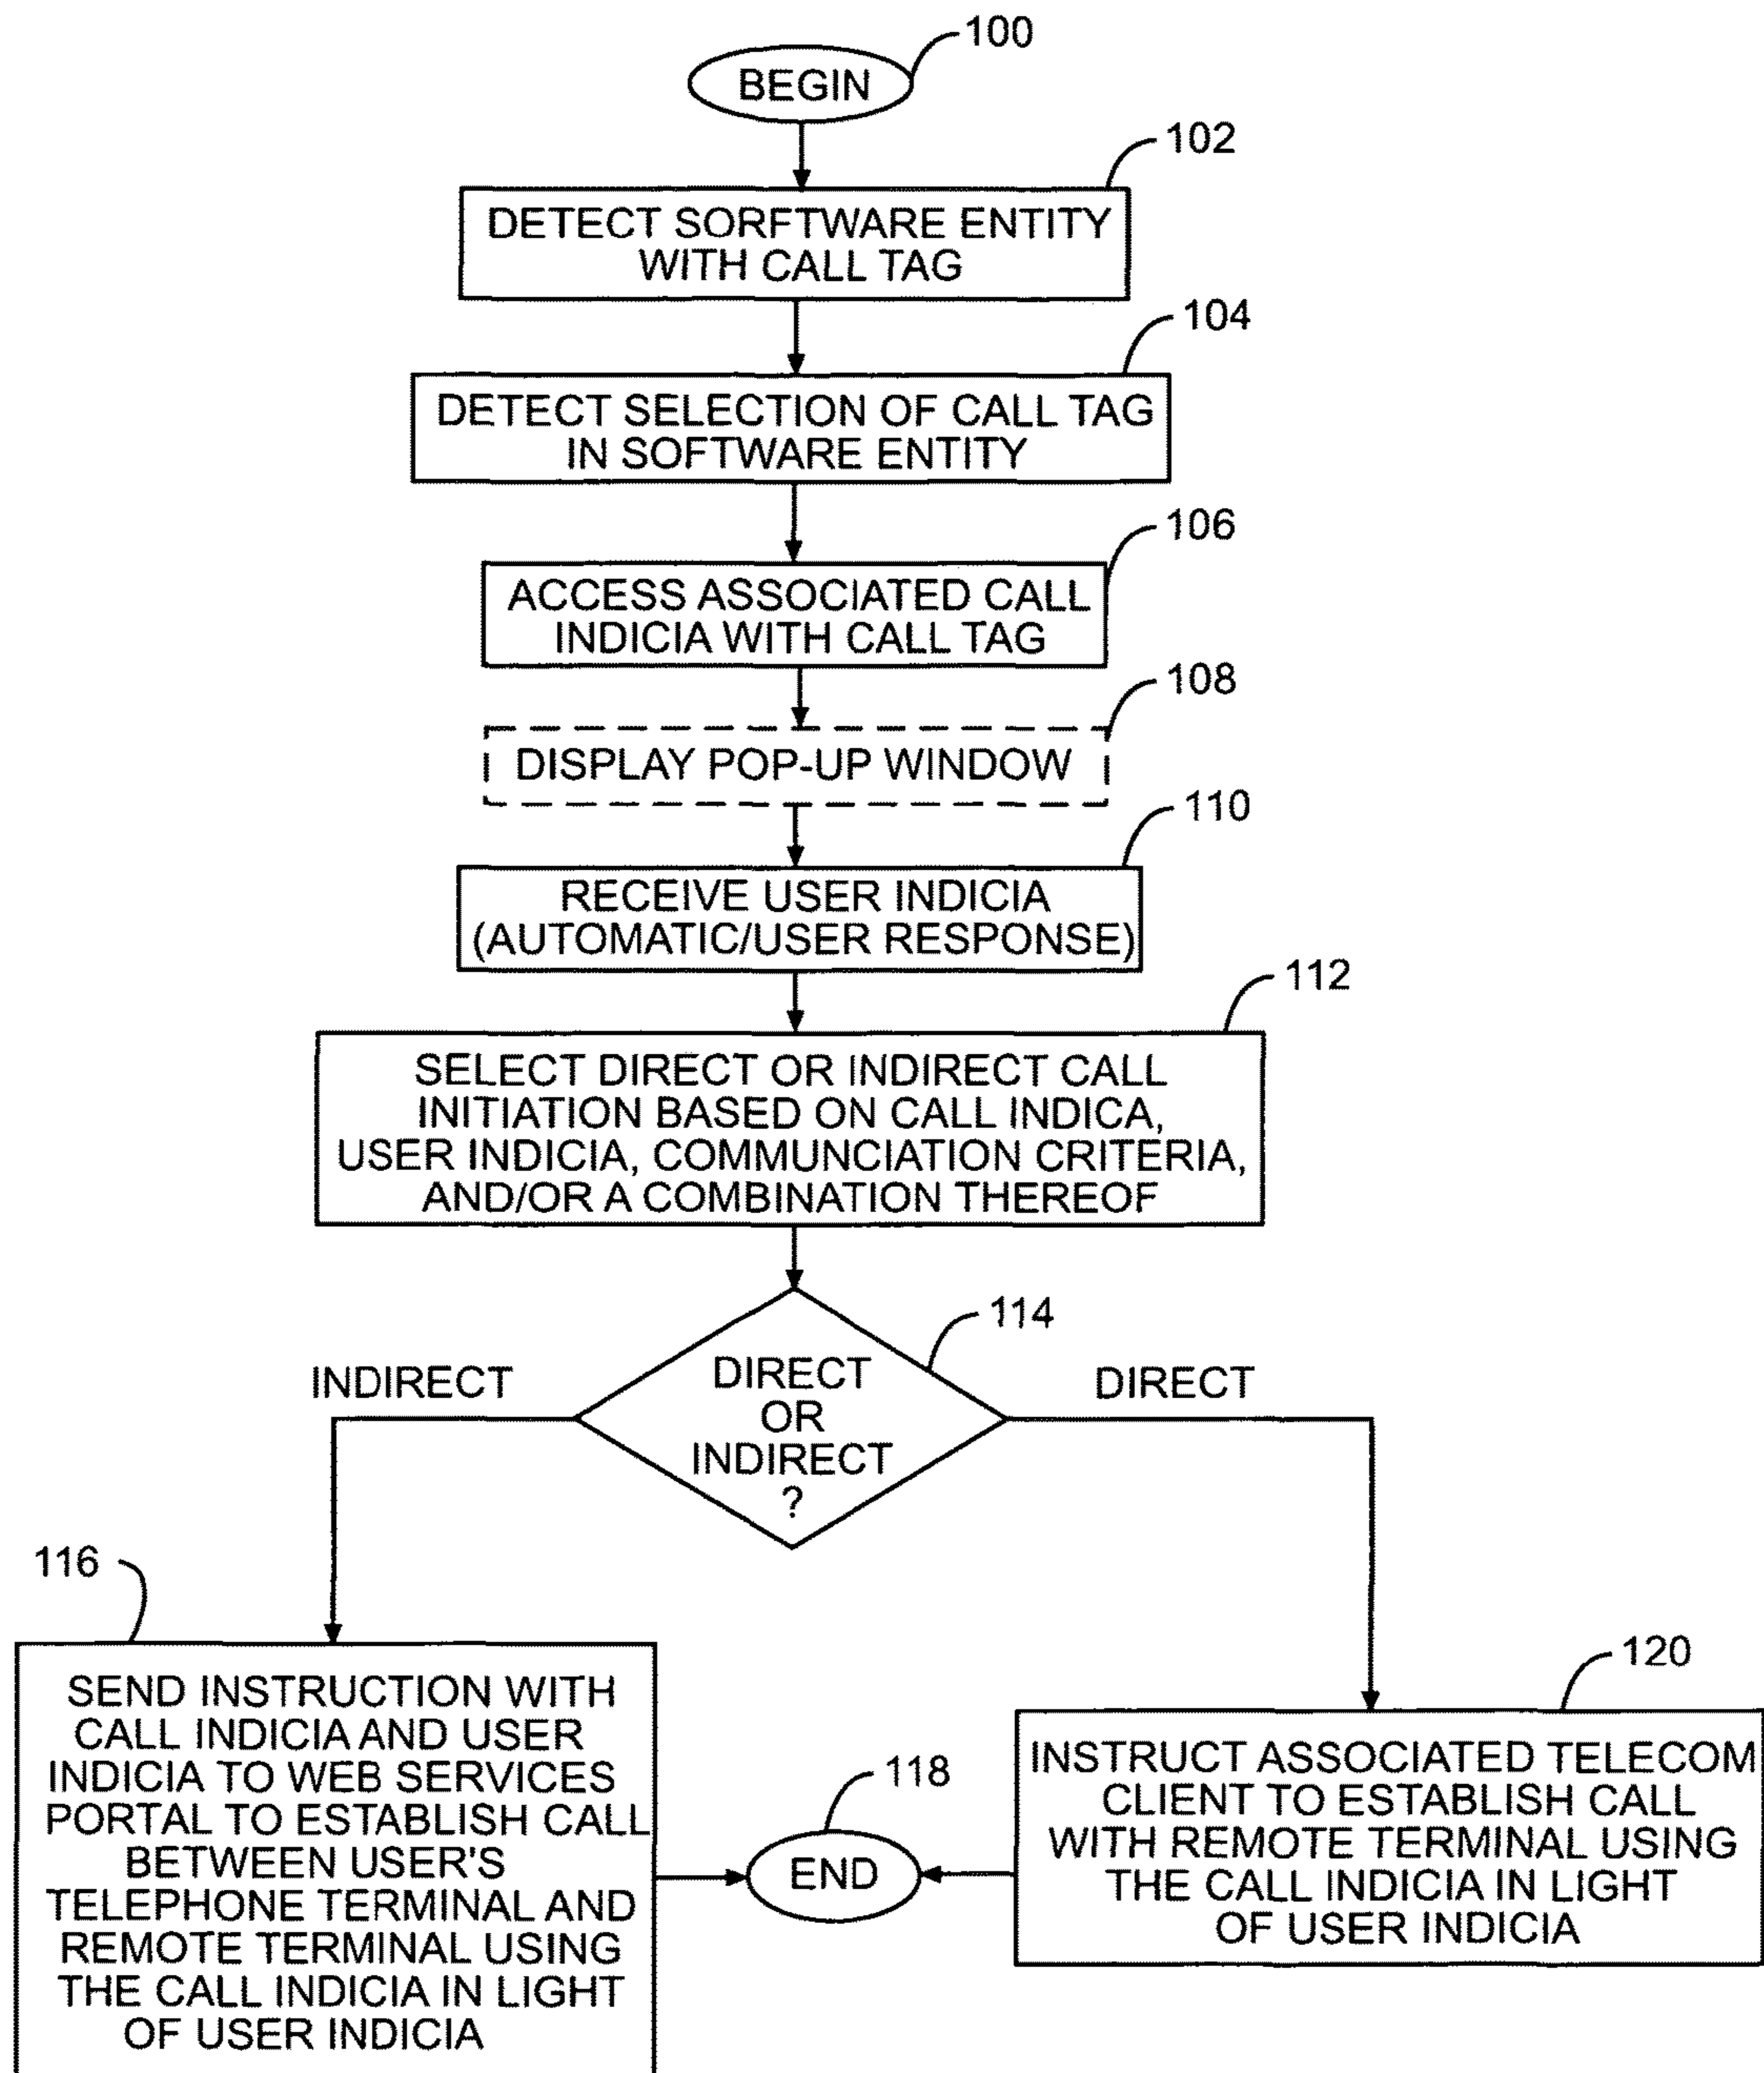 100
BEGIN
102
DETECT SORFTWARE ENTITY
WITH CALL TAG
104
DETECT SELECTION OF CALL TAG
IN SOFTWARE ENTITY
106
ACCESS ASSOCIATED CALL
INDICIA WITH CALL TAG
108
DISPLAY POP-UP WINDOW
110
RECEIVE USER INDICIA
(AUTOMATIC/USER RESPONSE)
112
SELECT DIRECT OR INDIRECT CALL
INITIATION BASED ON CALL INDICA,
USER INDICIA, COMMUNCIATION CRITERIA,
AND/OR A COMBINATION THEREOF
114
INDIRECT
DIRECT
OR
INDIRECT
?
DIRECT
116
SEND INSTRUCTION WITH
CALL INDICIA AND USER
INDICIA TO WEB SERVICES
PORTAL TO ESTABLISH CALL
BETWEEN USER'S
TELEPHONE TERMINAL AND
REMOTE TERMINAL USING
THE CALL INDICIA IN LIGHT
OF USER INDICIA
118
END
120
INSTRUCT ASSOCIATED TELECOM
CLIENT TO ESTABLISH CALL
WITH REMOTE TERMINAL USING
THE CALL INDICIA IN LIGHT
OF USER INDICIA